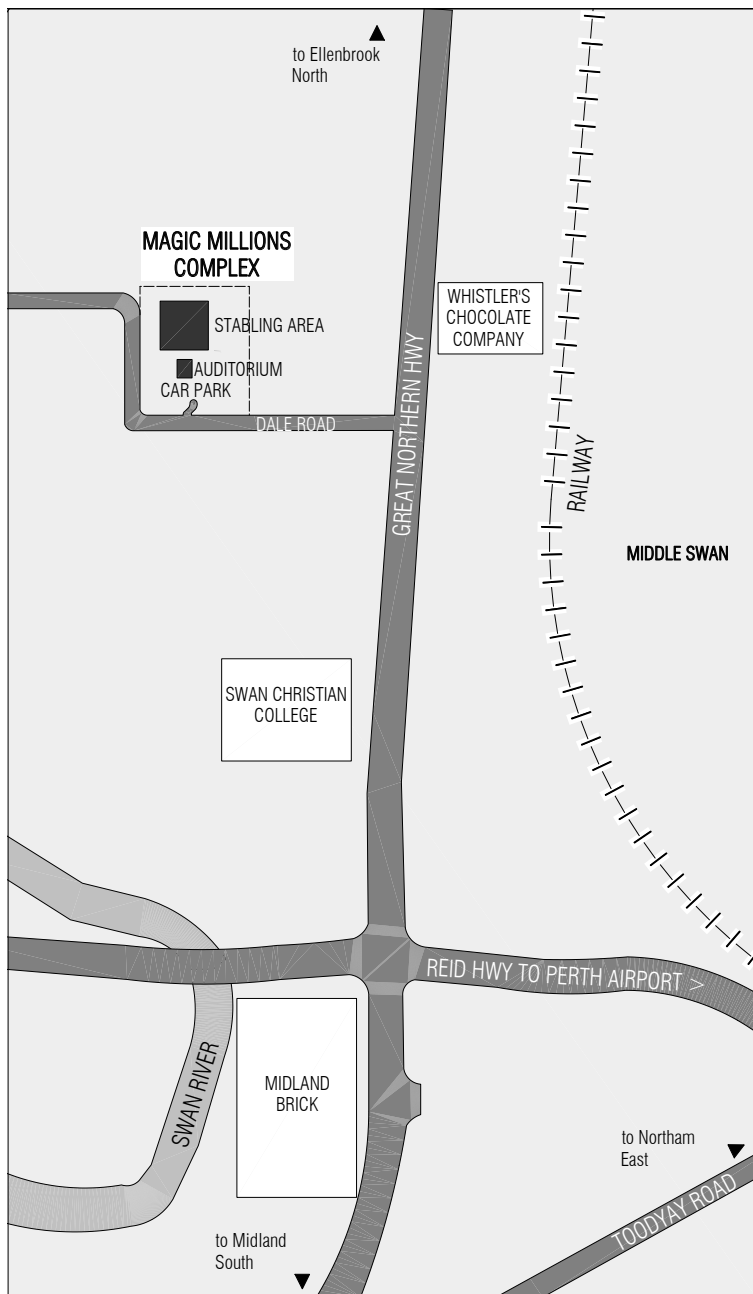 to Ellenbrook
North
MAGIC MILLIONS
COMPLEX
WHISTLER'S
CHOCOLATE
COMPANY
STABLING AREA
AUDITORIUM
CAR PARK
DALE ROAD
GREAT NORTHERN HWY
RAILWAY
MIDDLE SWAN
SWAN CHRISTIAN
COLLEGE
REID HWY TO PERTH AIRPORT >
SWAN RIVER
MIDLAND
BRICK
to Northam
East
TOODYAY ROAD
to Midland
South